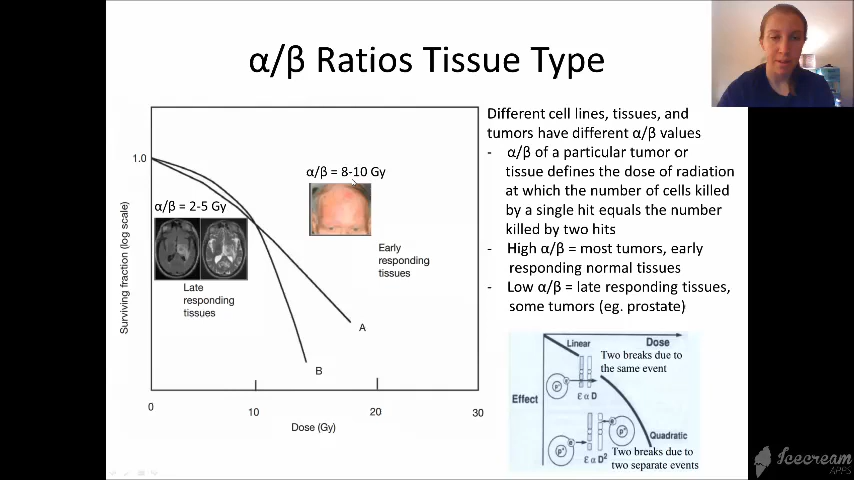 α/β Ratios Tissue Type
Different cell lines, tissues, and
tumors have different α/β values
- α/β of a particular tumor or
tissue defines the dose of radiation
at which the number of cells killed
by a single hit equals the number
killed by two hits
- High α/β = most tumors, early
responding normal tissues
- Low α/β = late responding tissues,
some tumors (eg. prostate)
Surviving fraction (log scale)
1.0
α/β = 8-10 Gy
α/β = 2-5 Gy
Early
responding
tissues
Late
responding
tissues
A
B
0
10
20
30
Dose (Gy)
Linear
Dose
Two breaks due to
the same event
p+
e
ε α D
Effect
e
p+
e
p+
Quadratic
ε α D²
Two breaks due to
two separate events
Icecream
APPS